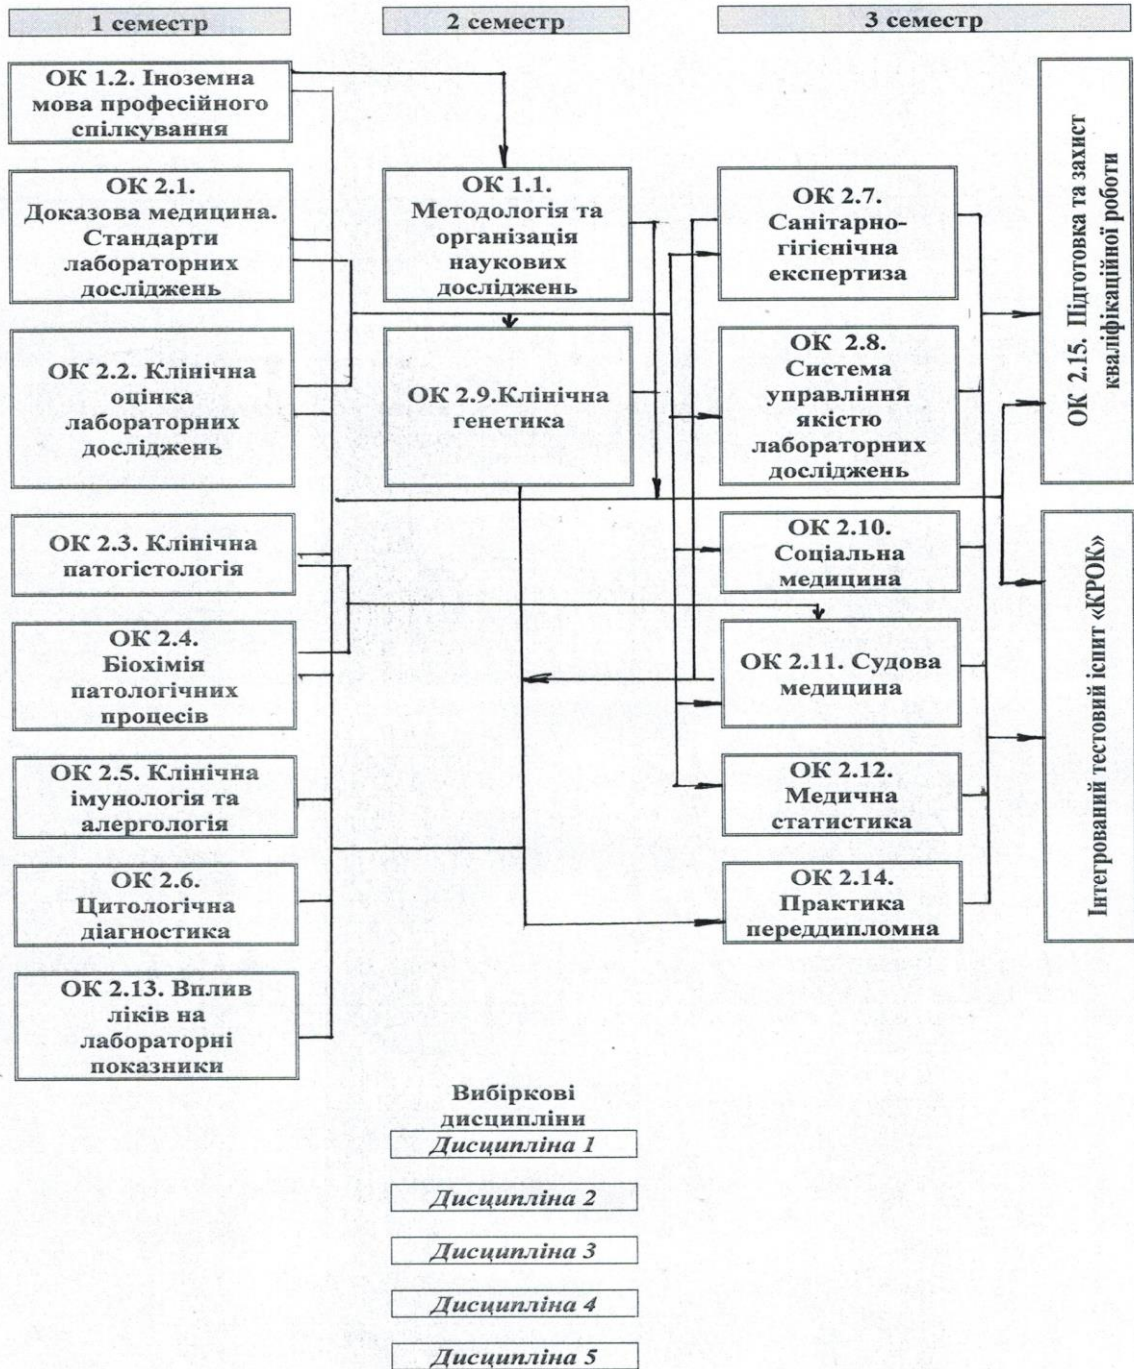 1 семестр
2 семестр
3 семестр
ОК 1.2. Іноземна
мова професійного
спілкування
ОК 2.1.
Доказова медицина.
Стандарти
лабораторних
досліджень
ОК 2.2. Клінічна
оцінка
лабораторних
досліджень
ОК 2.3. Клінічна
патогістологія
ОК 2.4.
Біохімія
патологічних
процесів
ОК 2.5. Клінічна
імунологія та
алергологія
ОК 2.6.
Цитологічна
діагностика
ОК 2.13. Вплив
ліків на
лабораторні
показники
ОК 1.1.
Методологія та
організація
наукових
досліджень
ОК 2.9.Клінічна
генетика
Вибіркові
дисципліни
Дисципліна 1
Дисципліна 2
Дисципліна 3
Дисципліна 4
Дисципліна 5
ОК 2.7.
Санітарно-
гігієнічна
експертиза
ОК 2.8.
Система
управління
якістю
лабораторних
досліджень
ОК 2.10.
Соціальна
медицина
ОК 2.11. Судова
медицина
ОК 2.12.
Медична
статистика
ОК 2.14.
Практика
переддипломна
ОК 2.15. Підготовка та захист
кваліфікаційної роботи
Інтегрований тестовий іспит «КРОК»